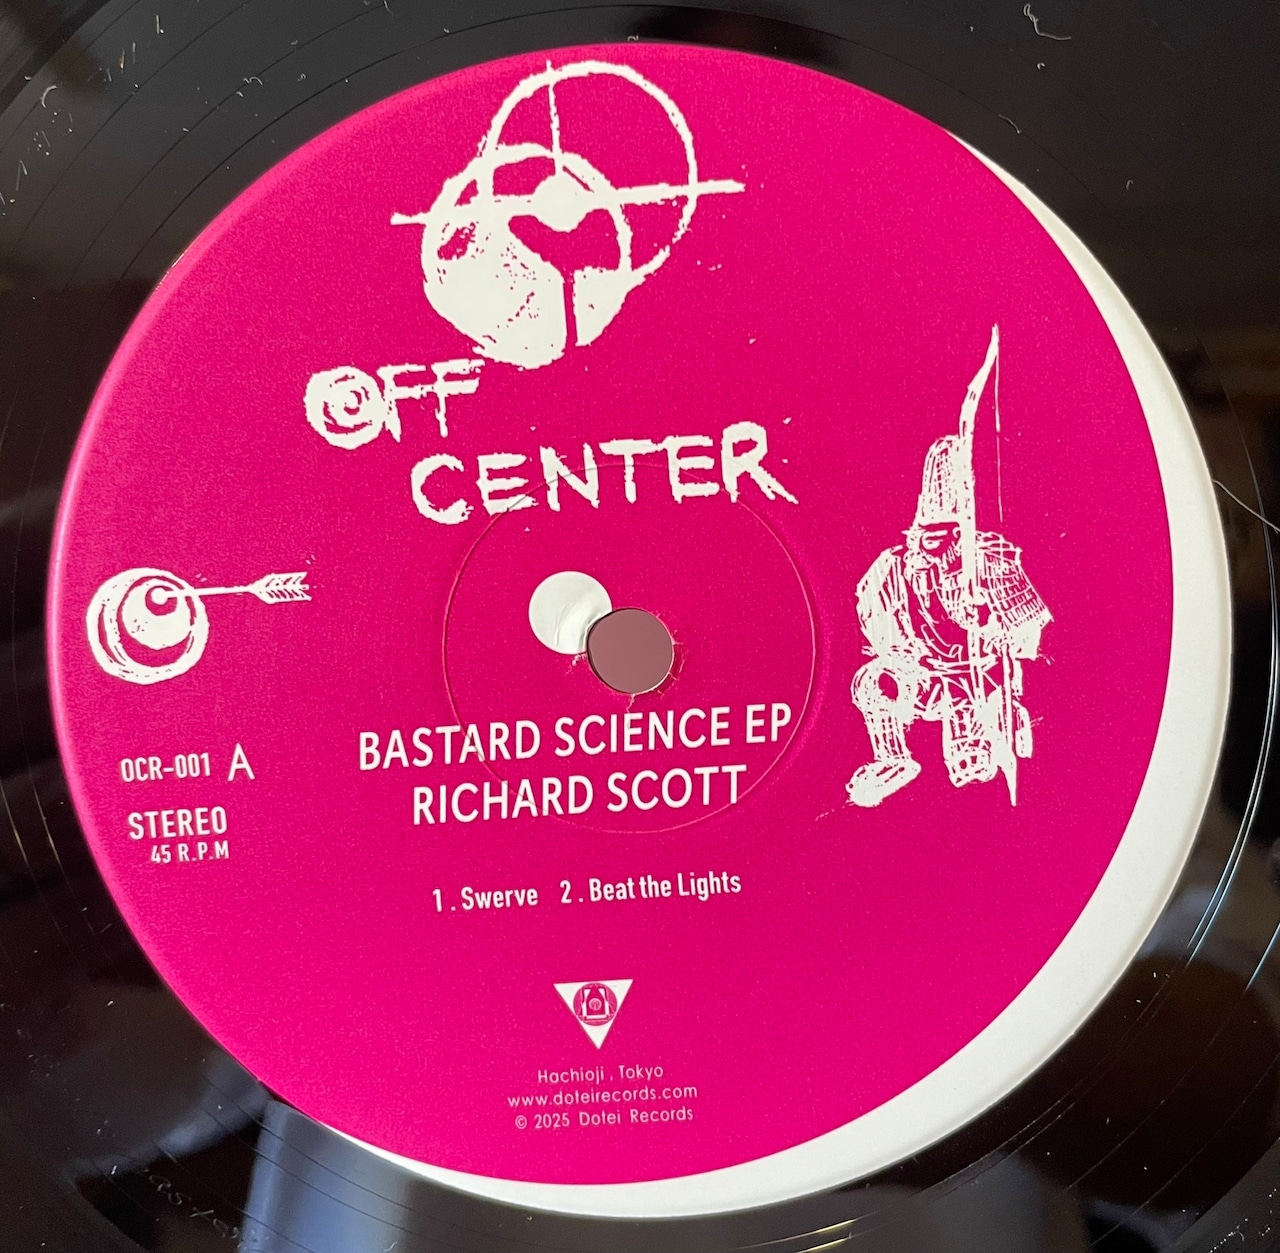 OFF
CENTER
BASTARD SCIENCE EP
RICHARD SCOTT
OCR-001 A
STEREO
45 R.P.M
1. Swerve 2. Beat the Lights
Hachioji, Tokyo
www.doteirecords.com
© 2025 Dotei Records